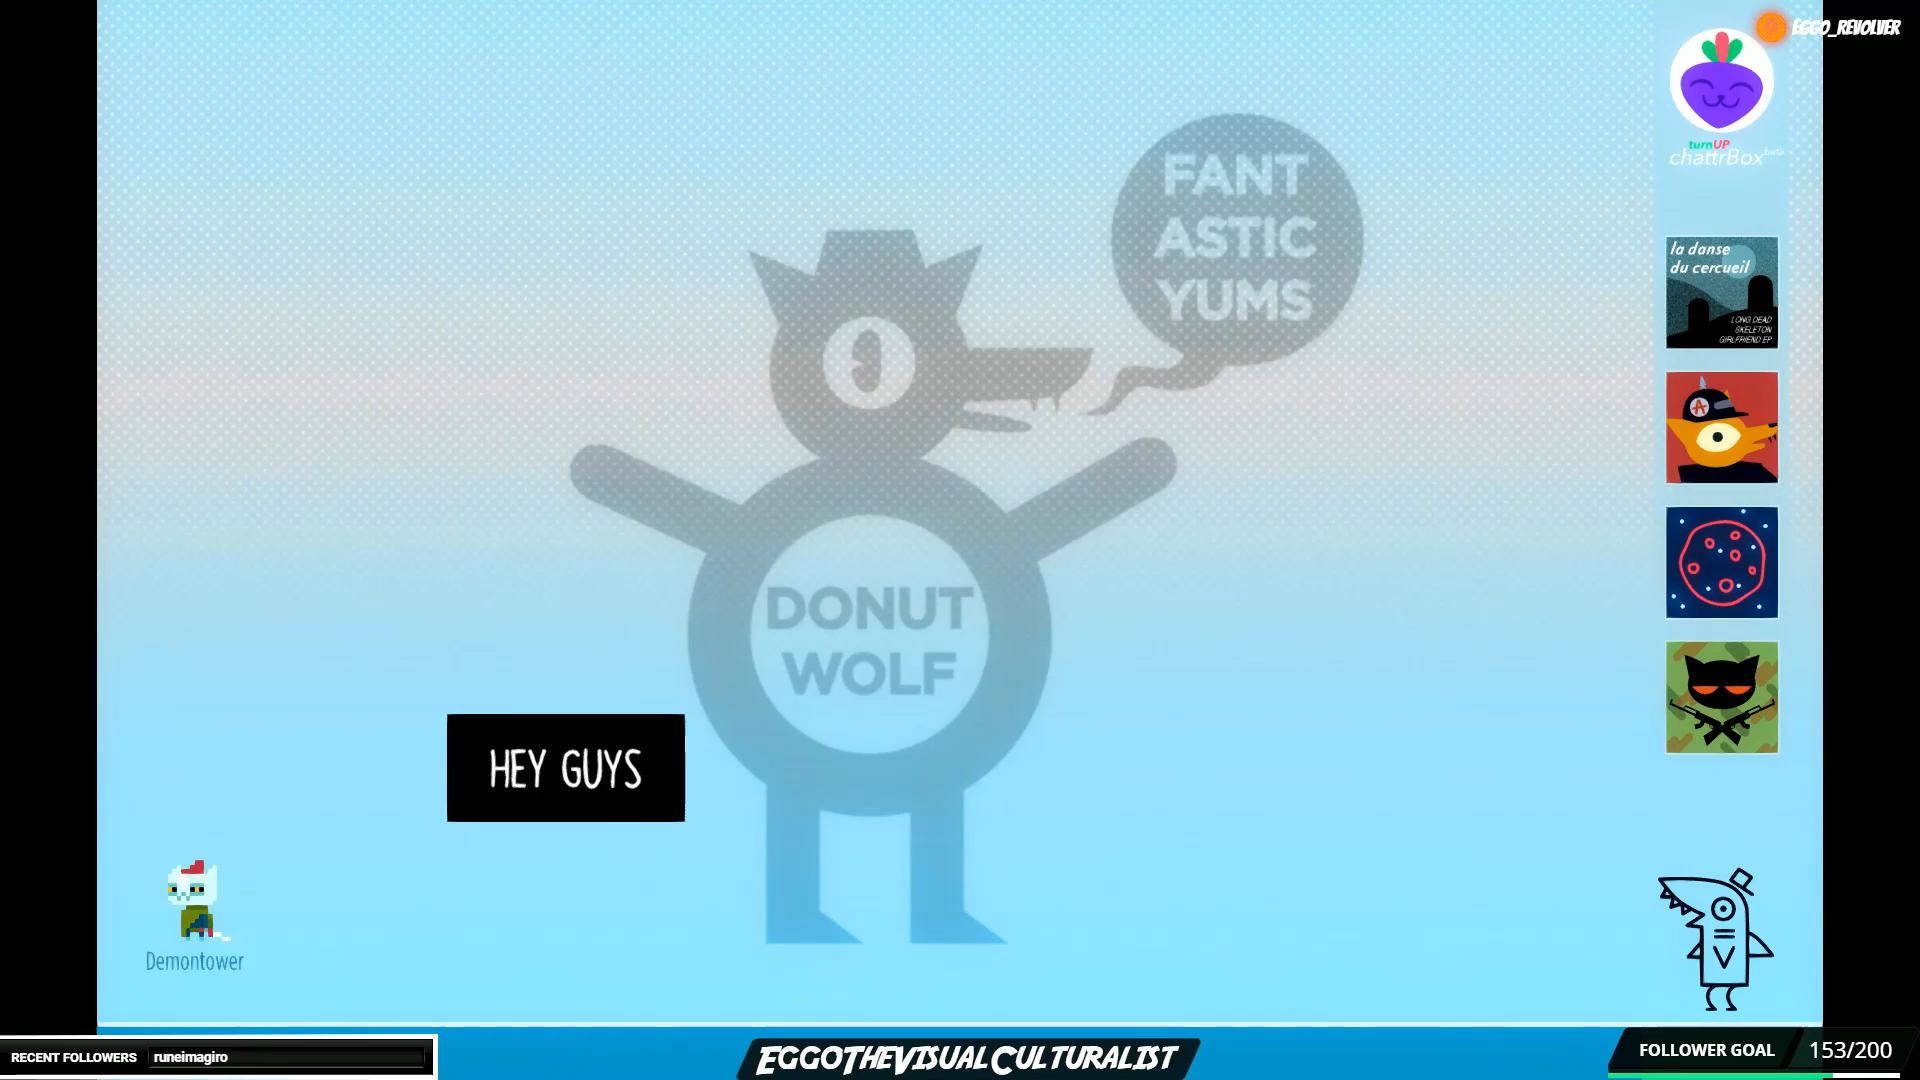 EGGO_REVOLVER
turnUP
chattrBox beta
FANT
ASTIC
YUMS
la danse
du cercueil
LONG DEAD
SKELETON
GIRLFRIEND EP
A
DONUT
WOLF
HEY GUYS
Demontower
RECENT FOLLOWERS runeimagiro
EGGOTHEVISUALCULTURALIST
FOLLOWER GOAL 153/200